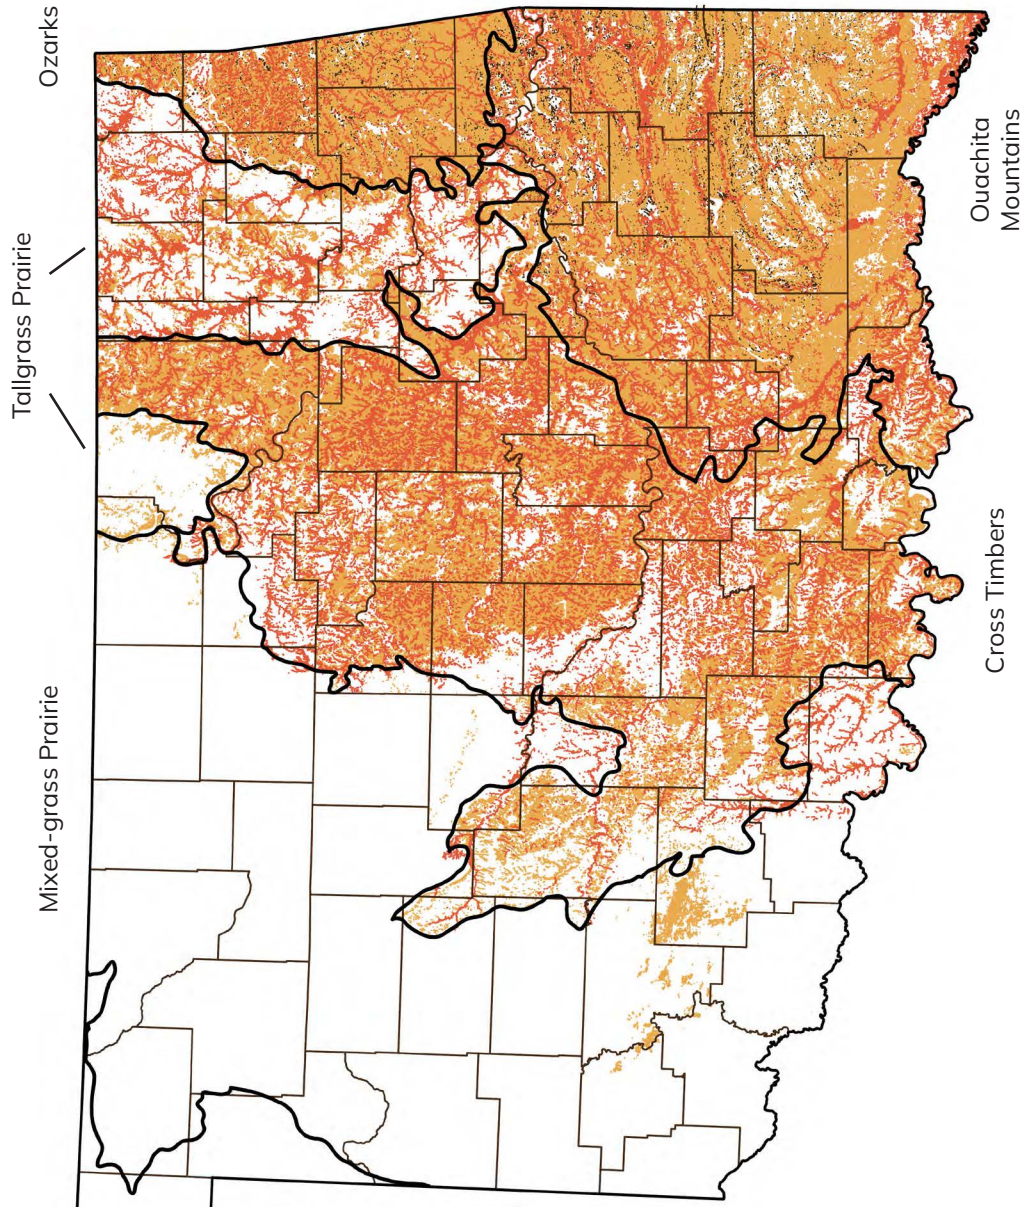 Ozarks
Tallgrass Prairie
Mixed-grass Prairie
Ouachita
Mountains
Cross Timbers